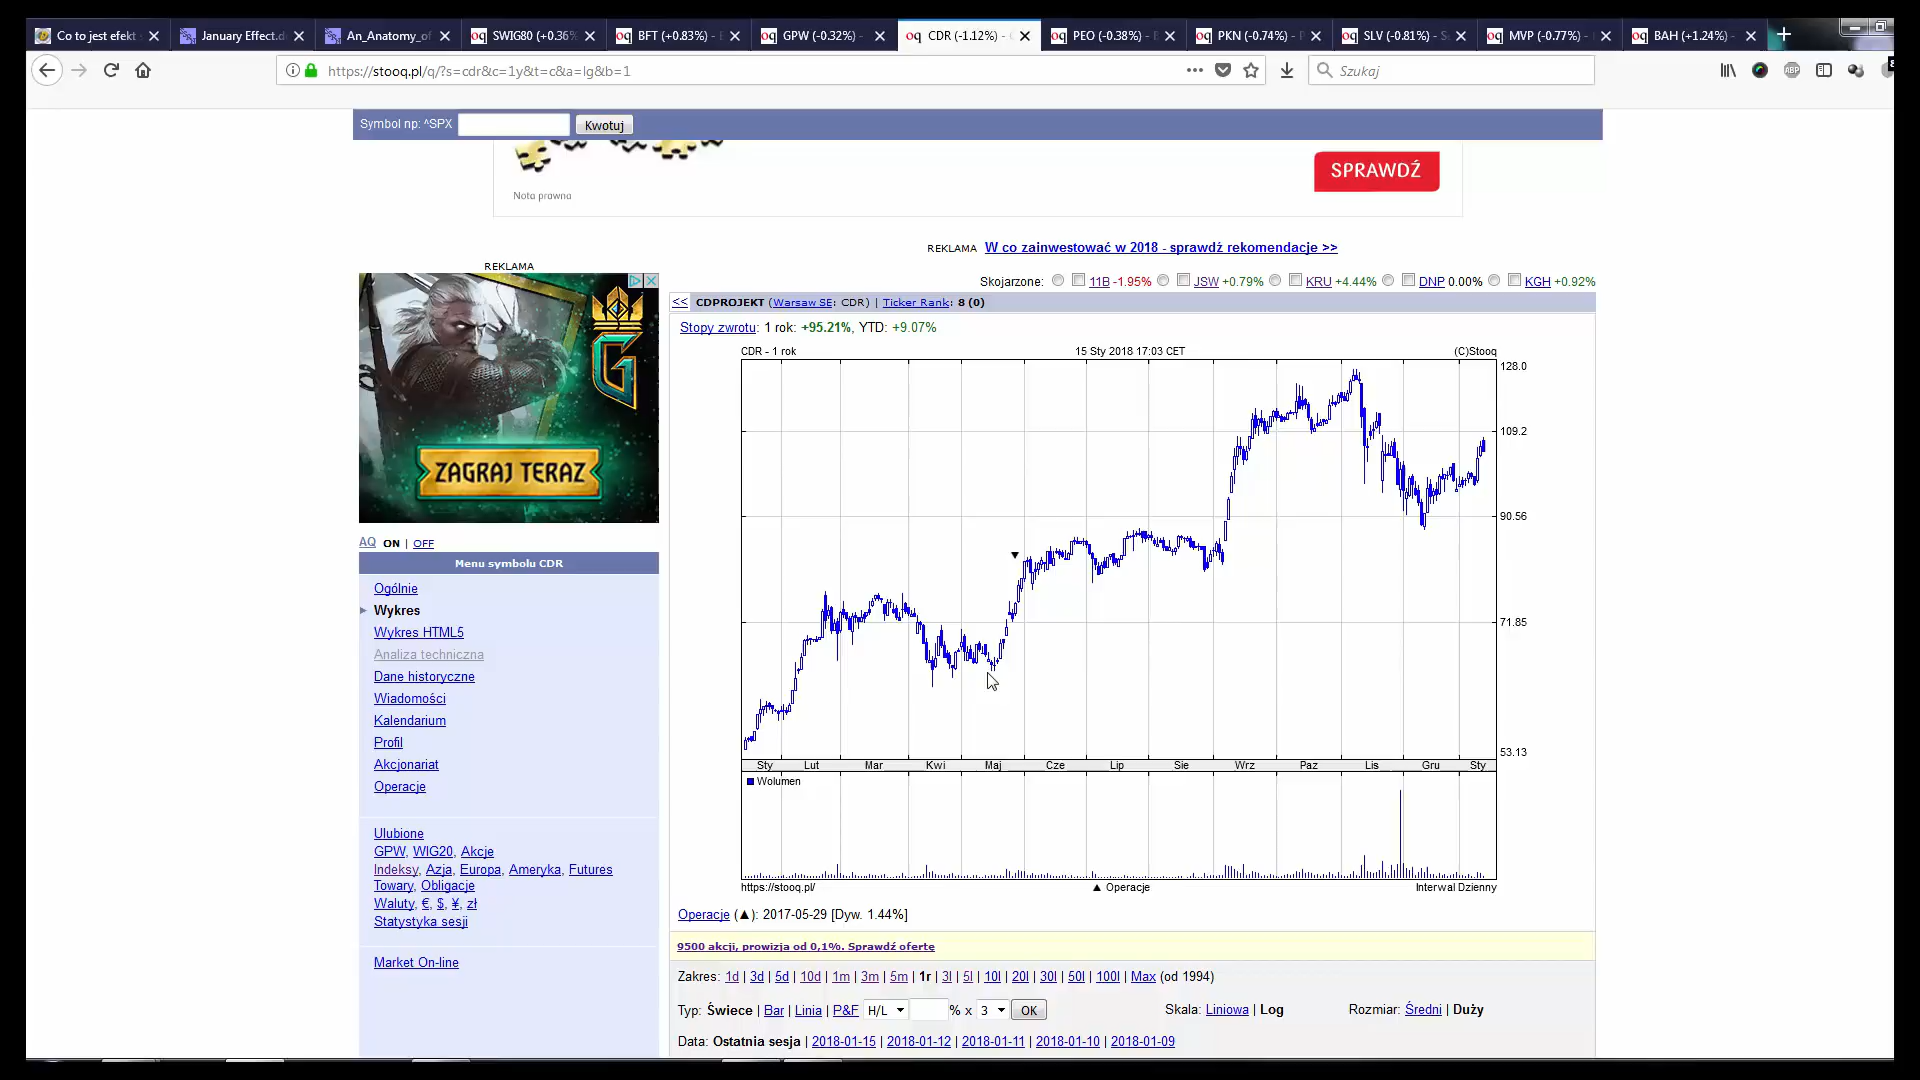 Co to jest efekt
January Effect.d
An_Anatomy_of
SWIG80 (+0.36%
BFT (+0.83%) - 
GPW (-0.32%) -
CDR (-1.12%) -
PEO (-0.38%) -
PKN (-0.74%) -
SLV (-0.81%) -
MVP (-0.77%) -
BAH (+1.24%) -
https://stooq.pl/q/?s=cdr&c=1y&t=c&a=lg&b=1
Szukaj
ABP
Symbol np: ^SPX
Kwotuj
SPRAWDŹ
Nota prawna
REKLAMA W co zainwestować w 2018 - sprawdź rekomendacje >>
REKLAMA
Skojarzone: 11B -1.95% JSW +0.79% KRU +4.44% DNP 0.00% KGH +0.92%
<< CDPROJEKT (Warsaw SE: CDR) | Ticker Rank: 8 (0)
Stopy zwrotu: 1 rok: +95.21%, YTD: +9.07%
CDR - 1 rok
15 Sty 2018 17:03 CET
(C)Stooq
128.0
109.2
90.56
71.85
53.13
Sty Lut Mar Kwi Maj Cze Lip Sie Wrz Paz Lis Gru Sty
Wolumen
https://stooq.pl/
▲ Operacje
Interwał Dzienny
ZAGRAJ TERAZ
AQ ON | OFF
Menu symbolu CDR
Ogólnie
Wykres
Wykres HTML5
Analiza techniczna
Dane historyczne
Wiadomości
Kalendarium
Profil
Akcjonariat
Operacje
Ulubione
GPW, WIG20, Akcje
Indeksy, Azja, Europa, Ameryka, Futures
Towary, Obligacje
Waluty, €, $, ¥, zł
Statystyka sesji
Market On-line
Operacje (▲): 2017-05-29 [Dyw. 1.44%]
9500 akcji, prowizja od 0,1%. Sprawdź ofertę
Zakres: 1d | 3d | 5d | 10d | 1m | 3m | 5m | 1r | 3l | 5l | 10l | 20l | 30l | 50l | 100l | Max (od 1994)
Typ: Świece | Bar | Linia | P&F H/L % x 3 OK
Skala: Liniowa | Log
Rozmiar: Średni | Duży
Data: Ostatnia sesja | 2018-01-15 | 2018-01-12 | 2018-01-11 | 2018-01-10 | 2018-01-09